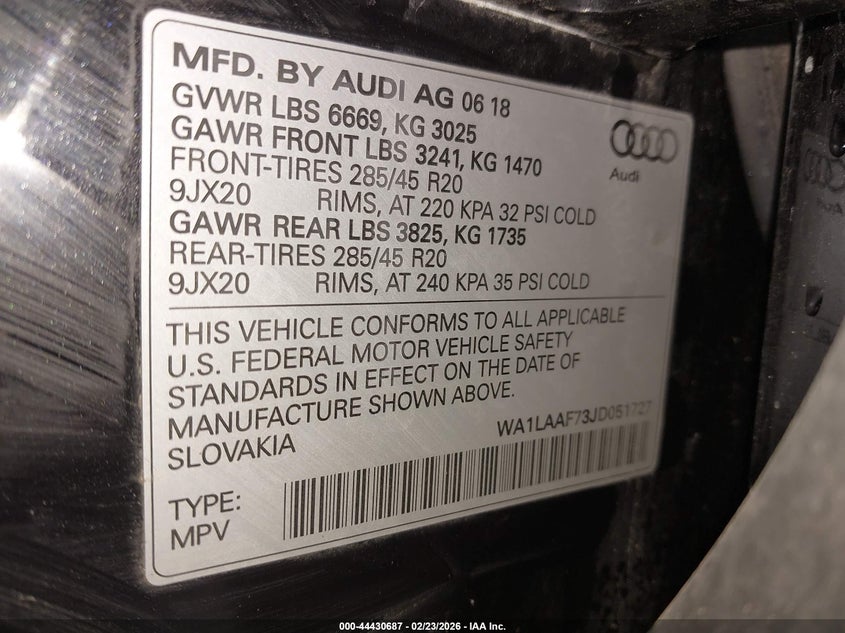 MFD. BY AUDI AG 06 18
GVWR LBS 6669, KG 3025
GAWR FRONT LBS 3241, KG 1470
FRONT-TIRES 285/45 R20
9JX20 RIMS, AT 220 KPA 32 PSI COLD
GAWR REAR LBS 3825, KG 1735
REAR-TIRES 285/45 R20
9JX20 RIMS, AT 240 KPA 35 PSI COLD
Audi
THIS VEHICLE CONFORMS TO ALL APPLICABLE
U.S. FEDERAL MOTOR VEHICLE SAFETY
STANDARDS IN EFFECT ON THE DATE OF
MANUFACTURE SHOWN ABOVE.
SLOVAKIA
WA1LAAF73JD051727
TYPE:
MPV
000-44430687 - 02/23/2026 - IAA Inc.